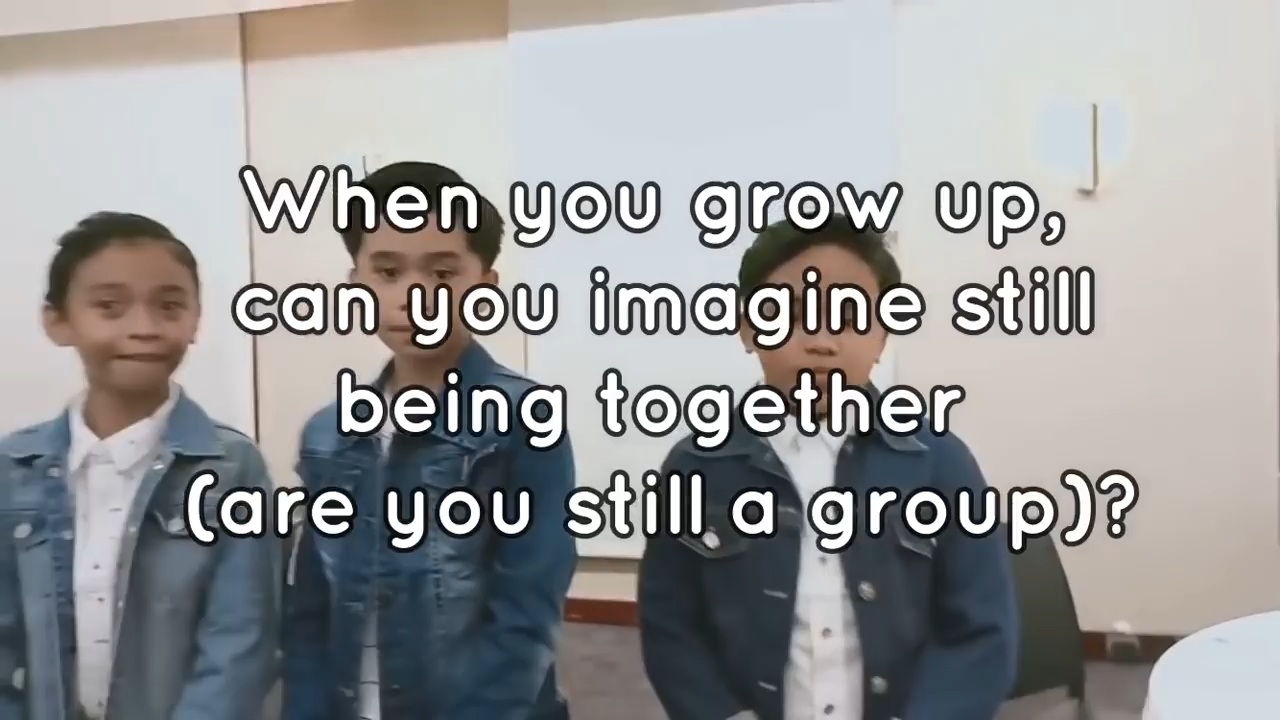 When you grow up,
can you imagine still
being together
(are you still a group)?